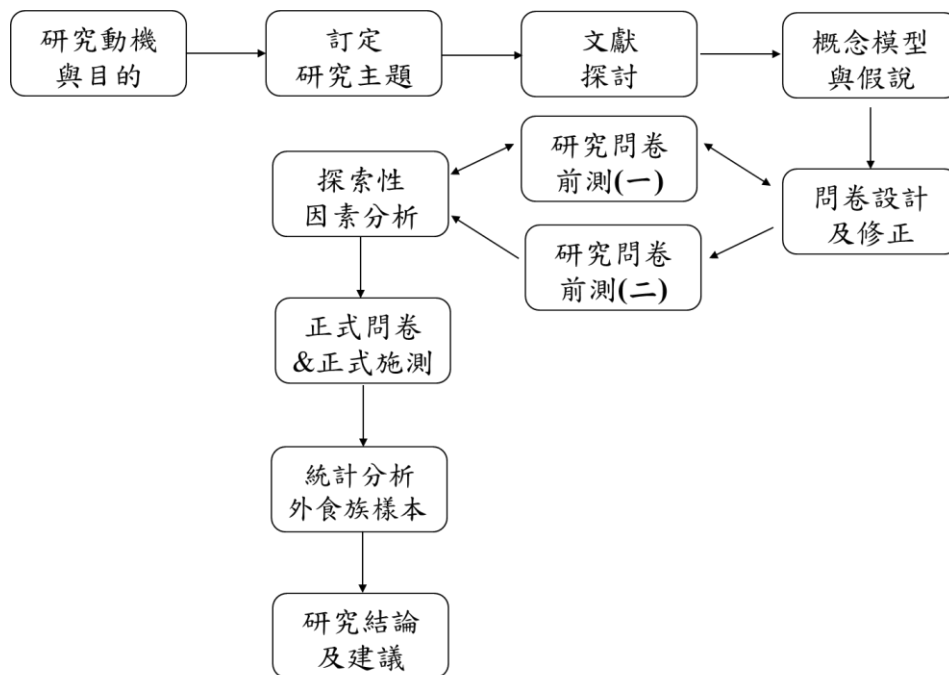 研究動機
與目的
訂定
研究主題
文獻
探討
概念模型
與假說
研究問卷
前測(一)
探索性
因素分析
問卷設計
及修正
研究問卷
前測(二)
正式問卷
&正式施測
統計分析
外食族樣本
研究結論
及建議